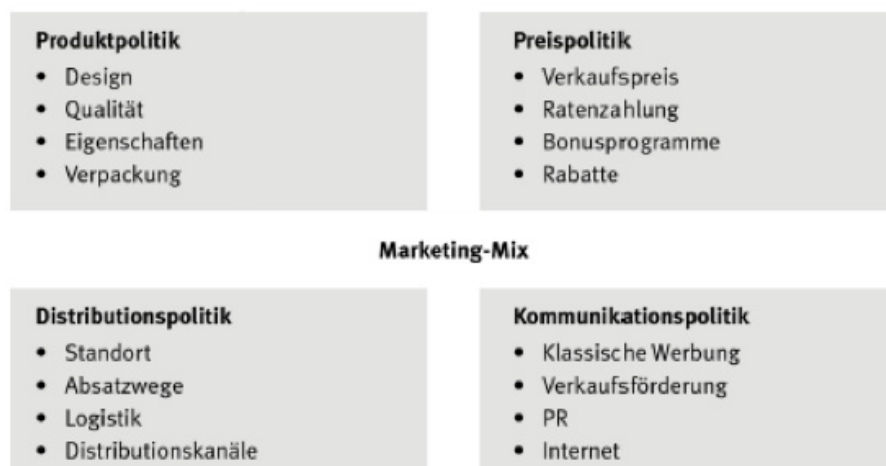 Produktpolitik
• Design
• Qualität
• Eigenschaften
• Verpackung
Preispolitik
• Verkaufspreis
• Ratenzahlung
• Bonusprogramme
• Rabatte
Marketing-Mix
Distributionspolitik
• Standort
• Absatzwege
• Logistik
• Distributionskanäle
Kommunikationspolitik
• Klassische Werbung
• Verkaufsförderung
• PR
• Internet